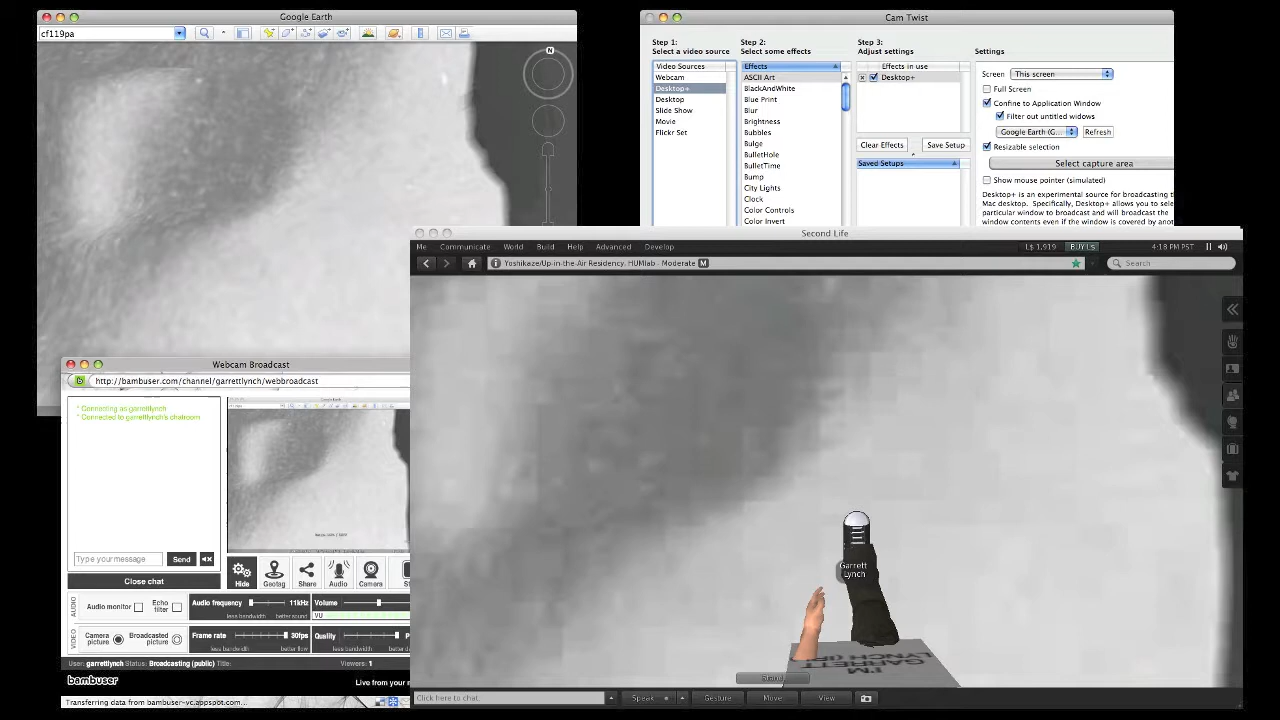 Google Earth
cf119pa
N
Cam Twist
Step 1:
Select a video source
Step 2:
Select some effects
Step 3:
Adjust settings
Settings
Video Sources
Webcam
Desktop+
Desktop
Slide Show
Movie
Flickr Set
Effects
ASCII Art
BlackAndWhite
Blue Print
Blur
Brightness
Bubbles
Bulge
BulletHole
BulletTime
Bump
City Lights
Clock
Color Controls
Color Invert
Effects in use
Desktop+
Clear Effects
Save Setup
Saved Setups
Screen
This screen
Full Screen
Confine to Application Window
Filter out untitled widows
Google Earth (G...
Refresh
Resizable selection
Select capture area
Show mouse pointer (simulated)
Desktop+ is an experimental source for broadcasting
Mac desktop. Specifically, Desktop+ allows you to sele
particular window to broadcast and will broadcast the
window contents even if the window is covered by anot
Second Life
Me Communicate World Build Help Advanced Develop
L$ 1,919 BUY L$ 4:18 PM PST
Yoshikaze/Up-in-the-Air Residency, HUMlab - Moderate M
Search
Webcam Broadcast
http://bambuser.com/channel/garrettlynch/webbroadcast
* Connecting as garrettlynch
* Connected to garrettlynch's chatroom
Type your message
Send
Close chat
Hide
Geotag
Share
Audio
Camera
AUDIO
Audio monitor
Echo filter
Audio frequency
11kHz
less bandwidth better sound
Volume
VU
VIDEO
Camera picture
Broadcasted picture
Frame rate
30fps
less bandwidth better flow
Quality
less bandwidth
User: garrettlynch Status: Broadcasting (public) Title:
Viewers: 1
bambuser
Live from your
Transferring data from bambuser-vc.appspot.com...
Garrett
Lynch
I'M
GARRETT
LYNCH
Stand
Click here to chat.
Speak
Gesture
Move
View